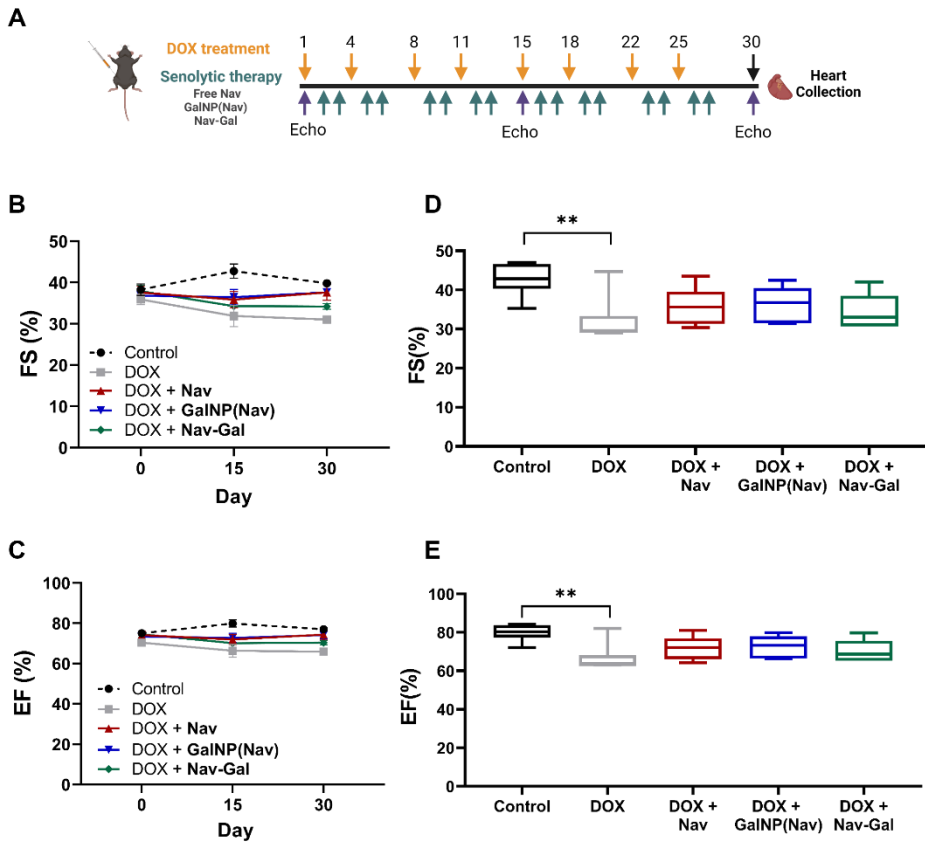 A
DOX treatment
1 4 8 11 15 18 22 25 30
Senolytic therapy
Free Nav
GalNP(Nav)
Nav-Gal
Heart
Collection
Echo Echo Echo
B
FS (%)
50
40
30
20
10
0
Control
DOX
DOX + Nav
DOX + GalNP(Nav)
DOX + Nav-Gal
0 15 30
Day
D
**
FS(%)
50
40
30
20
10
0
Control DOX DOX + DOX + DOX +
Nav GalNP(Nav) Nav-Gal
C
EF (%)
100
80
60
40
20
0
Control
DOX
DOX + Nav
DOX + GalNP(Nav)
DOX + Nav-Gal
0 15 30
Day
E
**
EF(%)
100
80
60
40
20
0
Control DOX DOX + DOX + DOX +
Nav GalNP(Nav) Nav-Gal